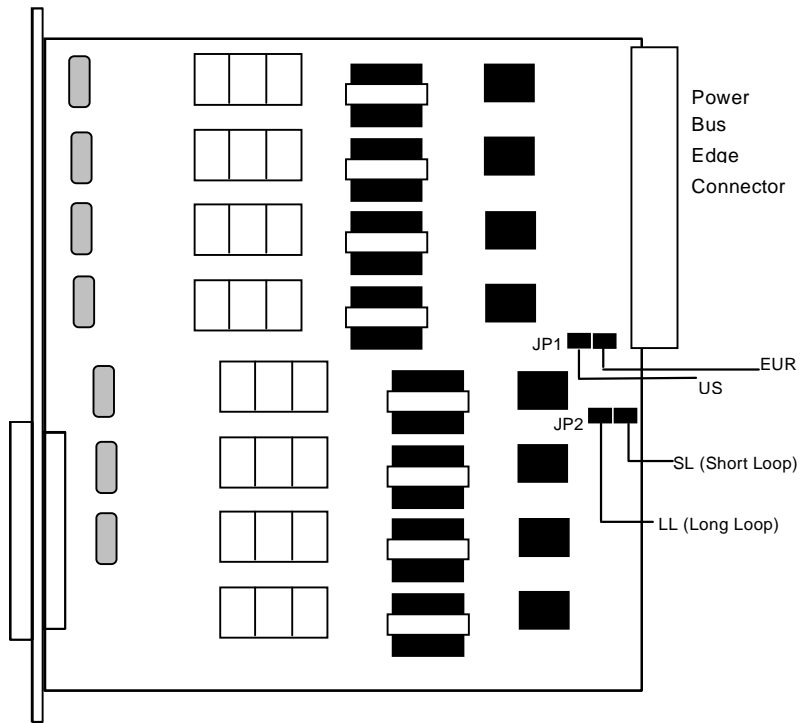 Power
Bus
Edge
Connector
JP1
EUR
US
JP2
SL (Short Loop)
LL (Long Loop)